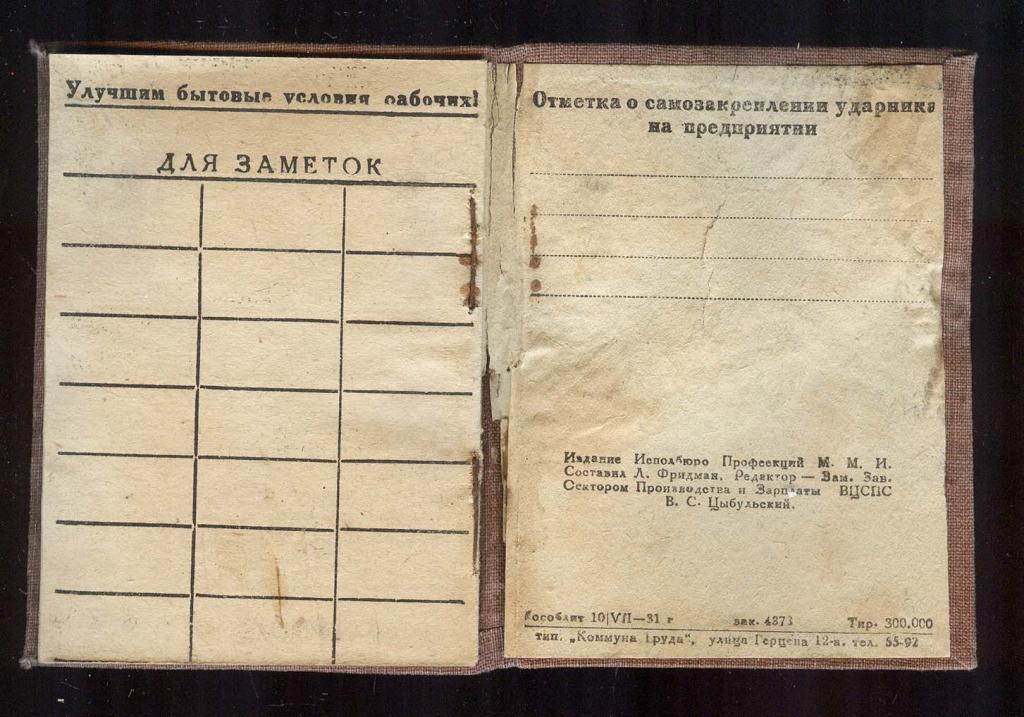 Улучшим бытовые условия рабочих!
ДЛЯ ЗАМЕТОК
Отметка о самозакреплении ударника
на предприятии
Издание Исполбюро Профсекций М. М. И.
Составил Л. Фридман, Редактор — Зам. Зав.
Сектором Производства и Зарплаты ВЦСПС
В. С. Цыбульский.
10/VII—31 г зак. 4373 Тир. 300.000
тип. „Коммуна Труда“, улица Герцена 12-а. тел. 55-92